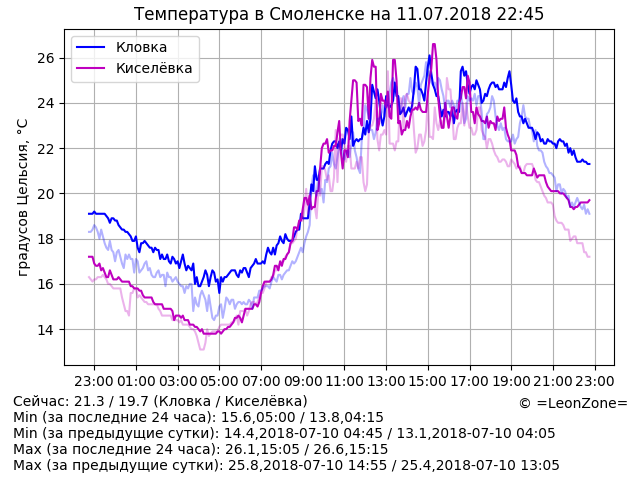 Температура в Смоленске на 11.07.2018 22:45
Кловка
Киселёвка
градусов Цельсия, °C
26
24
22
20
18
16
14
23:00 01:00 03:00 05:00 07:00 09:00 11:00 13:00 15:00 17:00 19:00 21:00 23:00
Сейчас: 21.3 / 19.7 (Кловка / Киселёвка)
© =LeonZone=
Min (за последние 24 часа): 15.6,05:00 / 13.8,04:15
Min (за предыдущие сутки): 14.4,2018-07-10 04:45 / 13.1,2018-07-10 04:05
Max (за последние 24 часа): 26.1,15:05 / 26.6,15:15
Max (за предыдущие сутки): 25.8,2018-07-10 14:55 / 25.4,2018-07-10 13:05